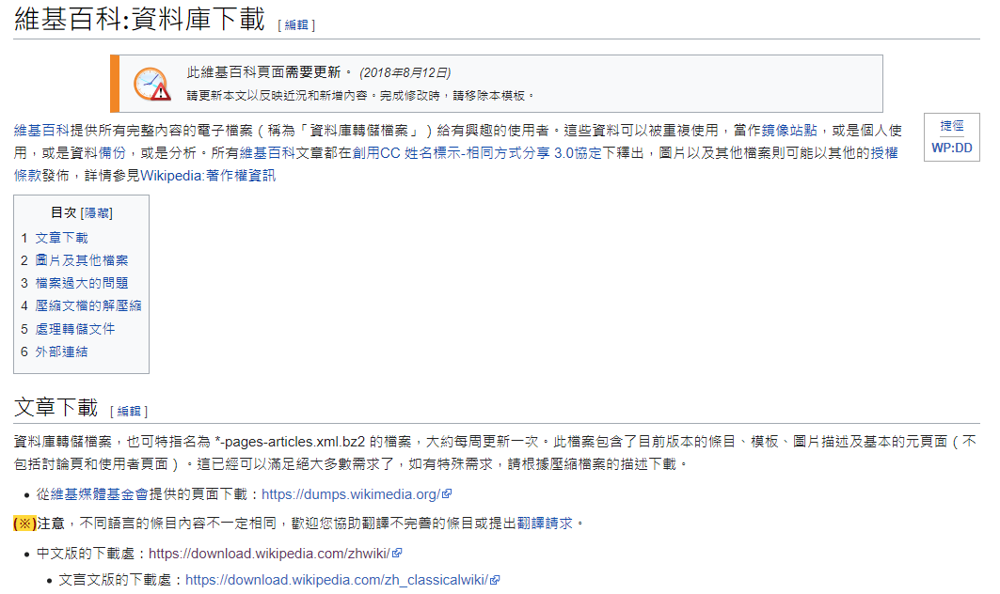 維基百科:資料庫下載 [ 編輯 ]
此維基百科頁面需要更新。 (2018年8月12日)
請更新本文以反映近況和新增內容。完成修改時，請移除本模板。
捷徑
WP:DD
維基百科提供所有完整內容的電子檔案（稱為「資料庫轉儲檔案」）給有興趣的使用者。這些資料可以被重複使用，當作鏡像站點，或是個人使
用，或是資料備份，或是分析。所有維基百科文章都在創用CC 姓名標示-相同方式分享 3.0協定下釋出，圖片以及其他檔案則可能以其他的授權
條款發佈，詳情參見Wikipedia:著作權資訊
目次 [隱藏]
1 文章下載
2 圖片及其他檔案
3 檔案過大的問題
4 壓縮文檔的解壓縮
5 處理轉儲文件
6 外部連結
文章下載 [ 編輯 ]
資料庫轉儲檔案，也可特指名為 *-pages-articles.xml.bz2 的檔案，大約每周更新一次。此檔案包含了目前版本的條目、模板、圖片描述及基本的元頁面（不
包括討論頁和使用者頁面）。這已經可以滿足絕大多數需求了，如有特殊需求，請根據壓縮檔案的描述下載。
• 從維基媒體基金會提供的頁面下載：https://dumps.wikimedia.org/
(※)注意，不同語言的條目內容不一定相同，歡迎您協助翻譯不完善的條目或提出翻譯請求。
• 中文版的下載處：https://download.wikipedia.com/zhwiki/
• 文言文版的下載處：https://download.wikipedia.com/zh_classicalwiki/